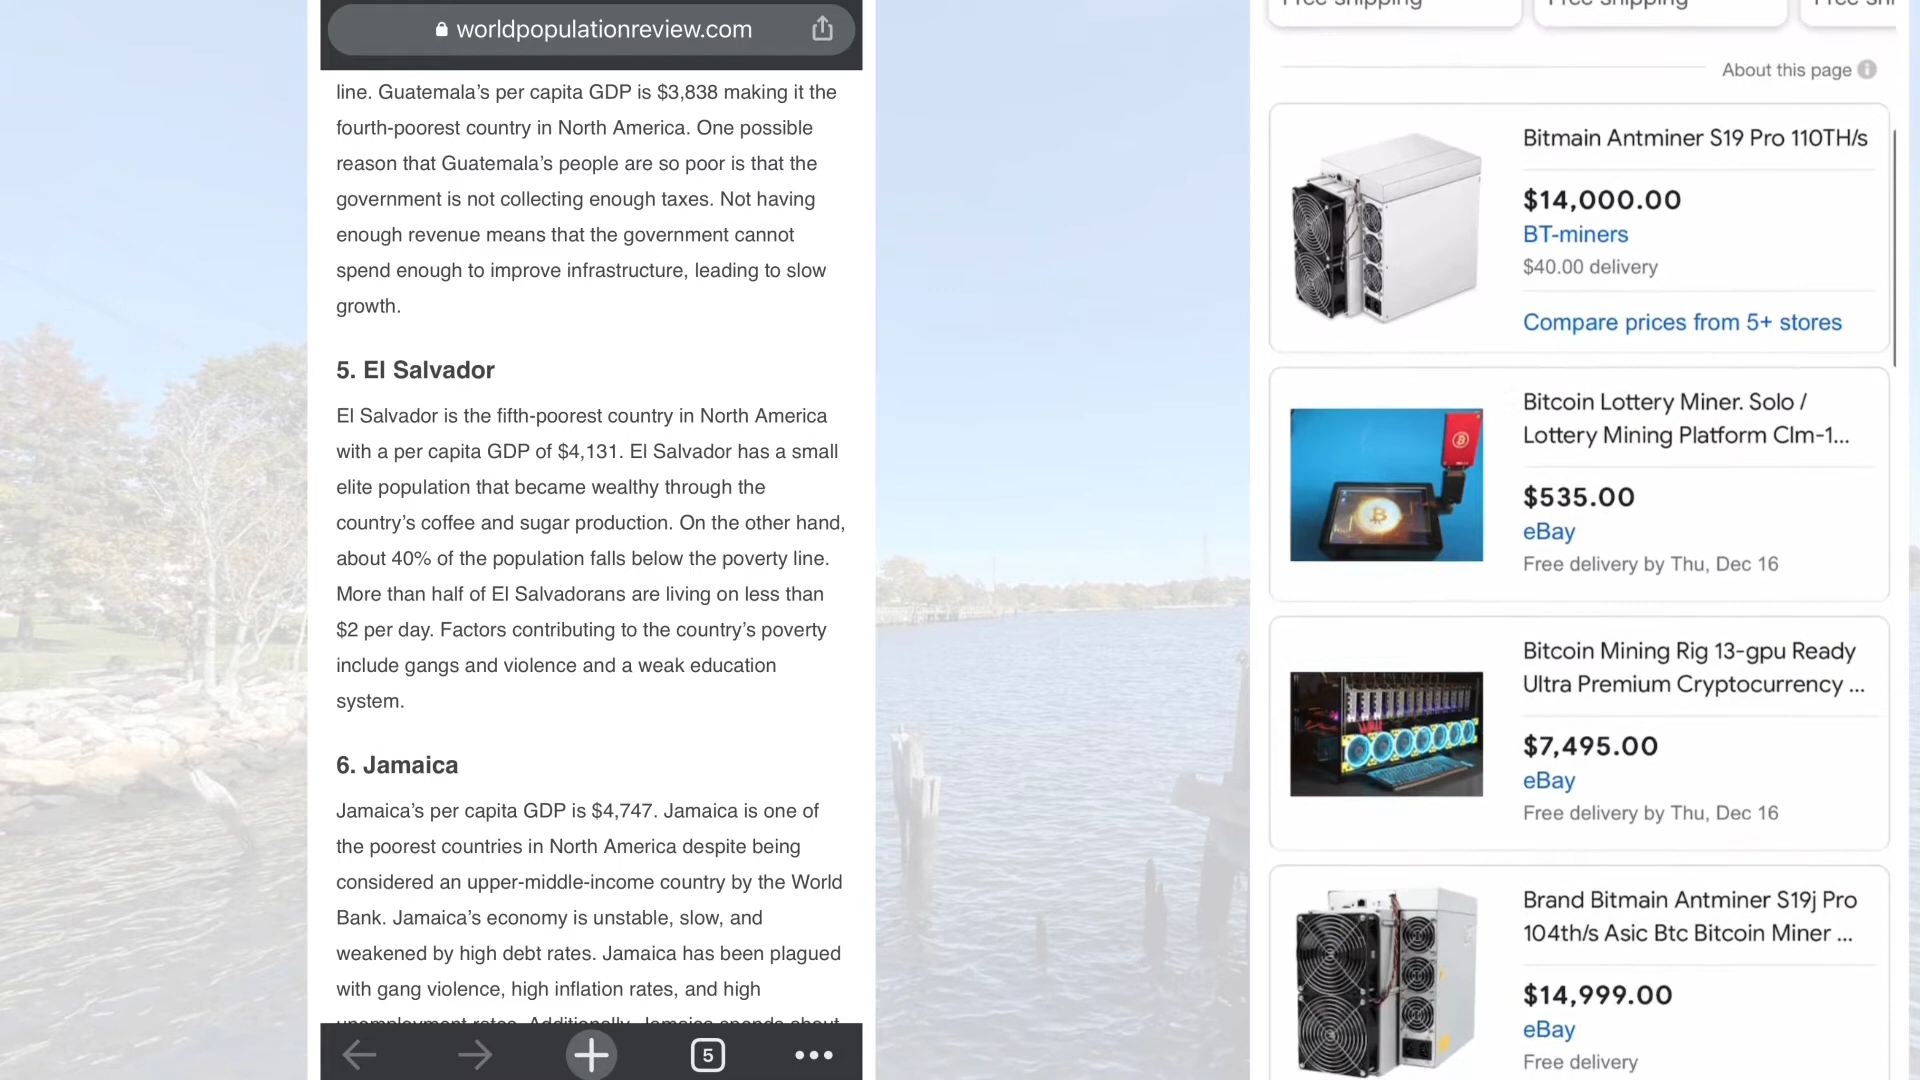 worldpopulationreview.com
line. Guatemala’s per capita GDP is $3,838 making it the
fourth-poorest country in North America. One possible
reason that Guatemala’s people are so poor is that the
government is not collecting enough taxes. Not having
enough revenue means that the government cannot
spend enough to improve infrastructure, leading to slow
growth.
5. El Salvador
El Salvador is the fifth-poorest country in North America
with a per capita GDP of $4,131. El Salvador has a small
elite population that became wealthy through the
country’s coffee and sugar production. On the other hand,
about 40% of the population falls below the poverty line.
More than half of El Salvadorans are living on less than
$2 per day. Factors contributing to the country’s poverty
include gangs and violence and a weak education
system.
6. Jamaica
Jamaica’s per capita GDP is $4,747. Jamaica is one of
the poorest countries in North America despite being
considered an upper-middle-income country by the World
Bank. Jamaica’s economy is unstable, slow, and
weakened by high debt rates. Jamaica has been plagued
with gang violence, high inflation rates, and high
unemployment rates. Additionally, Jamaica spends about
5
Free shipping
Free shipping
About this page
Bitmain Antminer S19 Pro 110TH/s
$14,000.00
BT-miners
$40.00 delivery
Compare prices from 5+ stores
Bitcoin Lottery Miner. Solo /
Lottery Mining Platform Clm-1...
$535.00
eBay
Free delivery by Thu, Dec 16
Bitcoin Mining Rig 13-gpu Ready
Ultra Premium Cryptocurrency ...
$7,495.00
eBay
Free delivery by Thu, Dec 16
Brand Bitmain Antminer S19j Pro
104th/s Asic Btc Bitcoin Miner ...
$14,999.00
eBay
Free delivery